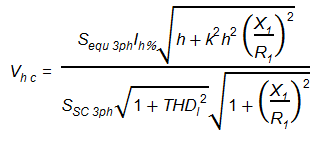 V_{h c} = \frac{S_{equ 3ph} I_{h\%} \sqrt{h + k^2 h^2 \left(\frac{X_1}{R_1}\right)^2}}{S_{SC 3ph} \sqrt{1 + THD_I^2} \sqrt{1 + \left(\frac{X_1}{R_1}\right)^2}}